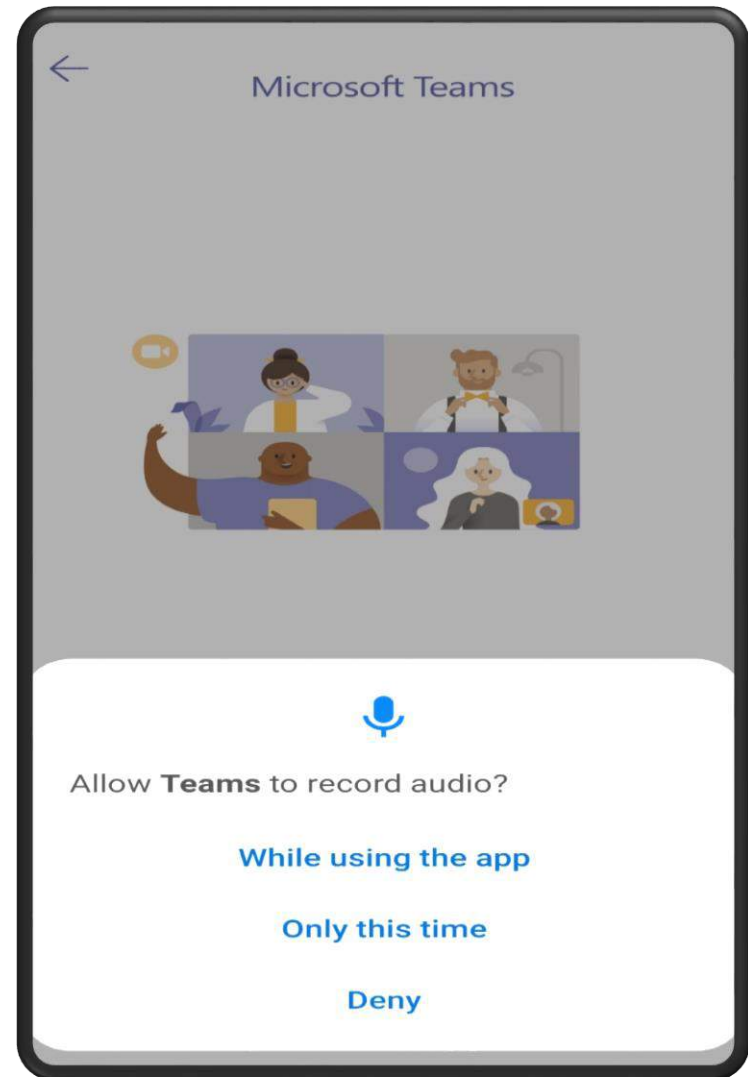 Microsoft Teams
Allow Teams to record audio?
While using the app
Only this time
Deny